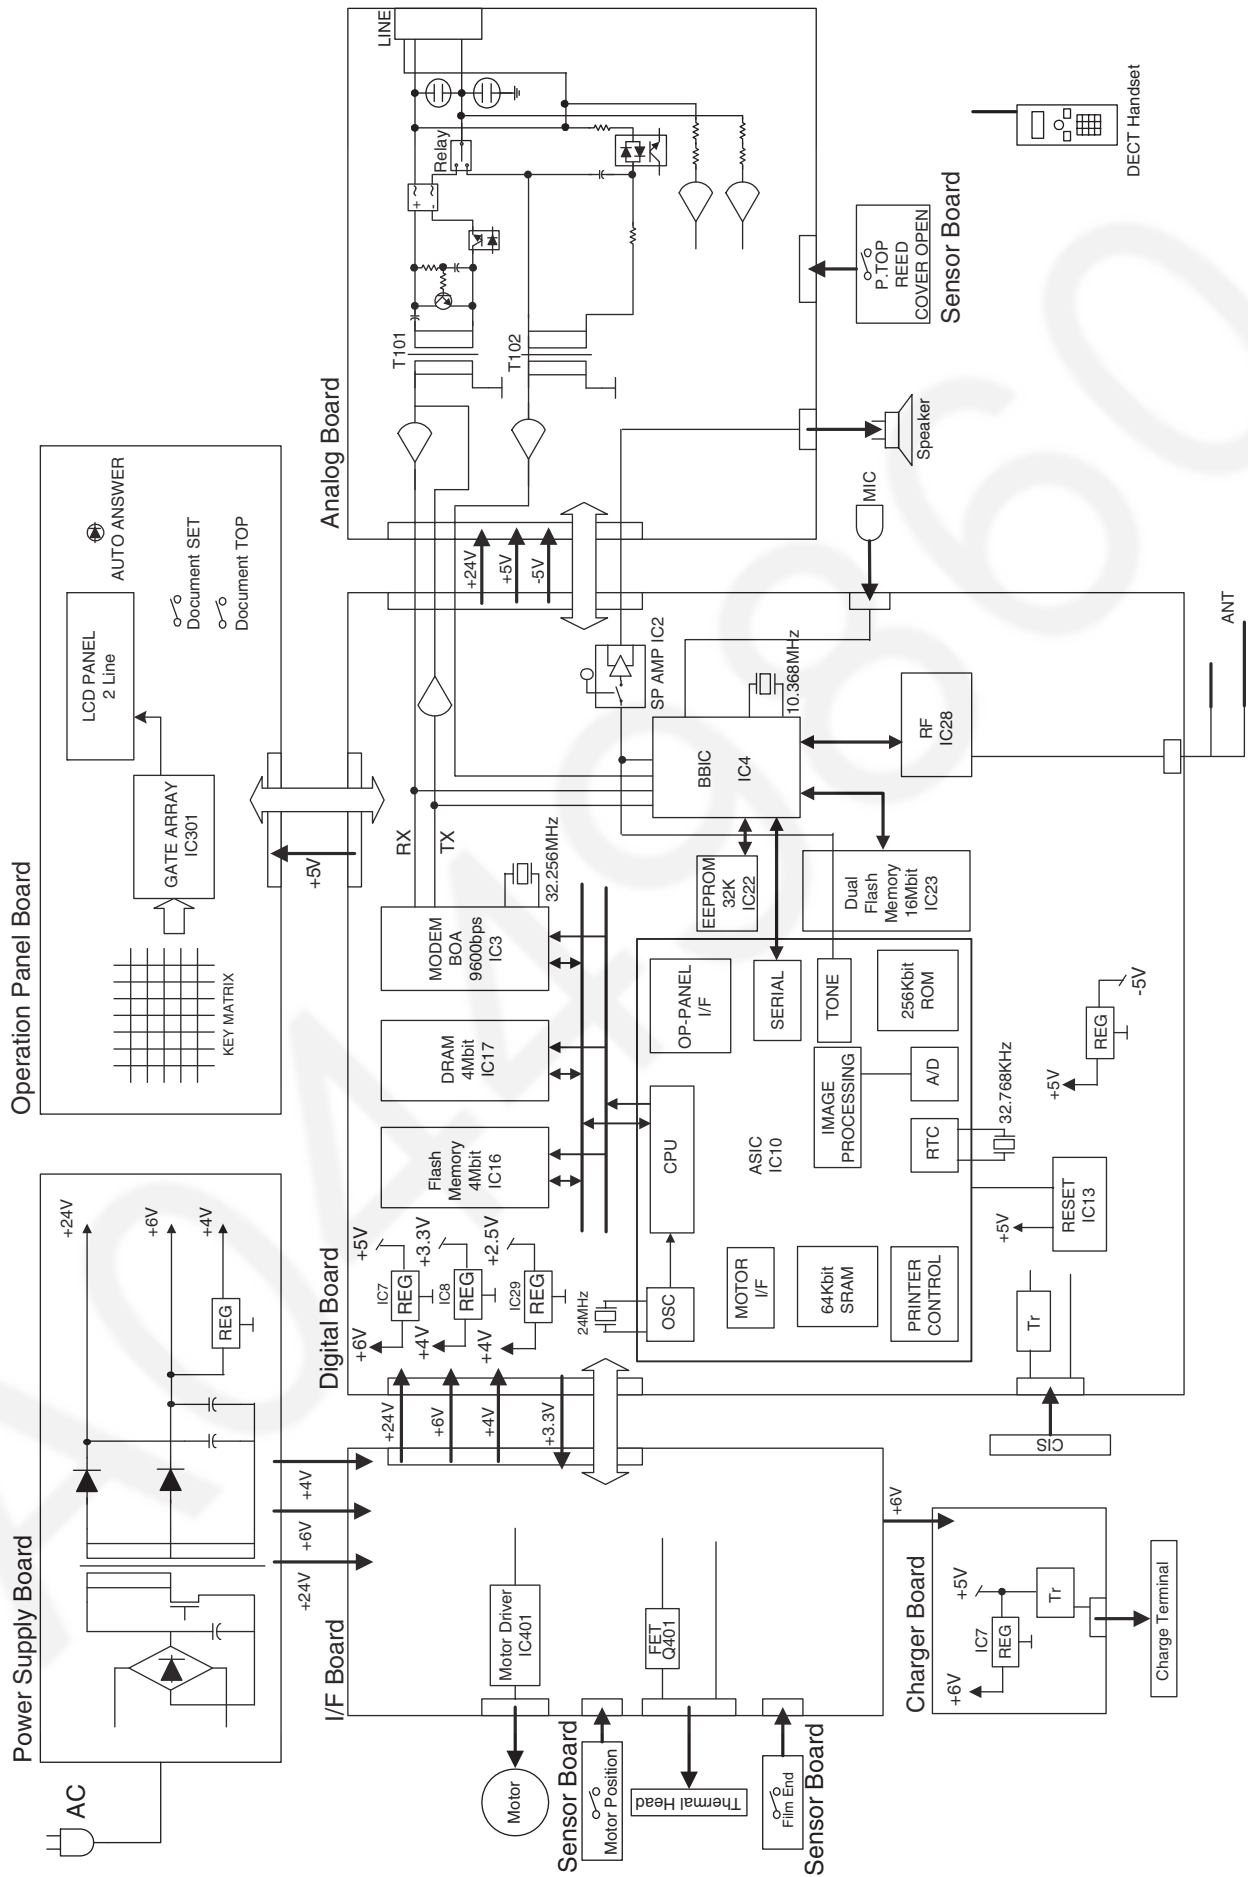 Power Supply Board
AC
+24V
+6V
+4V
REG
+24V
+6V
+4V
Operation Panel Board
KEY MATRIX
GATE ARRAY
IC301
LCD PANEL
2 Line
AUTO ANSWER
Document SET
Document TOP
+5V
I/F Board
Motor
Motor Driver
IC401
Sensor Board
Motor Position
Thermal Head
FET
Q401
Film End
Sensor Board
+24V
+6V
+4V
+3.3V
+6V
Charger Board
+6V
IC7
REG
+5V
Tr
Charge Terminal
Digital Board
+6V
IC7
REG
+5V
+4V
IC8
REG
+3.3V
+4V
IC29
REG
+2.5V
Flash
Memory
4Mbit
IC16
DRAM
4Mbit
IC17
MODEM
BOA
9600bps
IC3
32.256MHz
RX
TX
24MHz
OSC
CPU
OP-PANEL
I/F
MOTOR
I/F
ASIC
IC10
SERIAL
64Kbit
SRAM
IMAGE
PROCESSING
TONE
PRINTER
CONTROL
RTC
A/D
256Kbit
ROM
32.768KHz
EEPROM
32K
IC22
Dual
Flash
Memory
16Mbit
IC23
BBIC
IC4
10.368MHz
SP AMP IC2
RF
IC28
CIS
Tr
+5V
RESET
IC13
+5V
REG
-5V
ANT
MIC
+24V
+5V
-5V
Analog Board
T101
T102
Relay
LINE
Speaker
P.TOP
REED
COVER OPEN
Sensor Board
DECT Handset